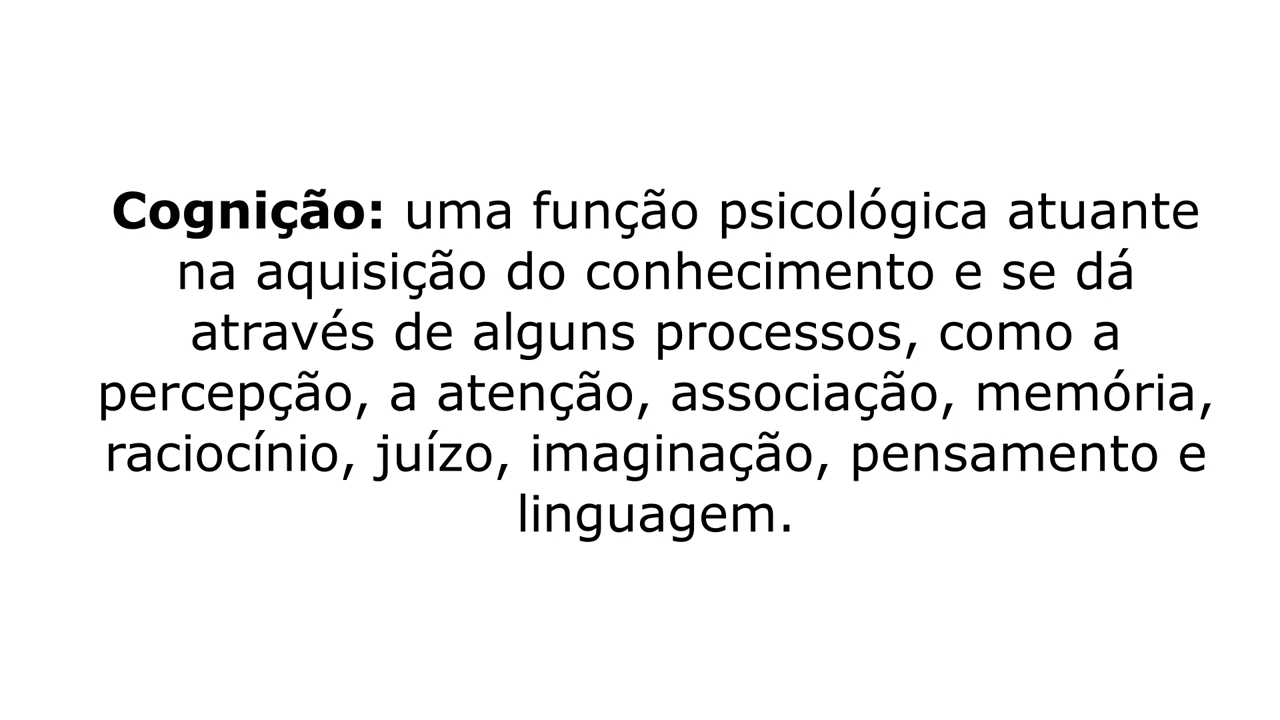 Cognição: uma função psicológica atuante
na aquisição do conhecimento e se dá
através de alguns processos, como a
percepção, a atenção, associação, memória,
raciocínio, juízo, imaginação, pensamento e
linguagem.